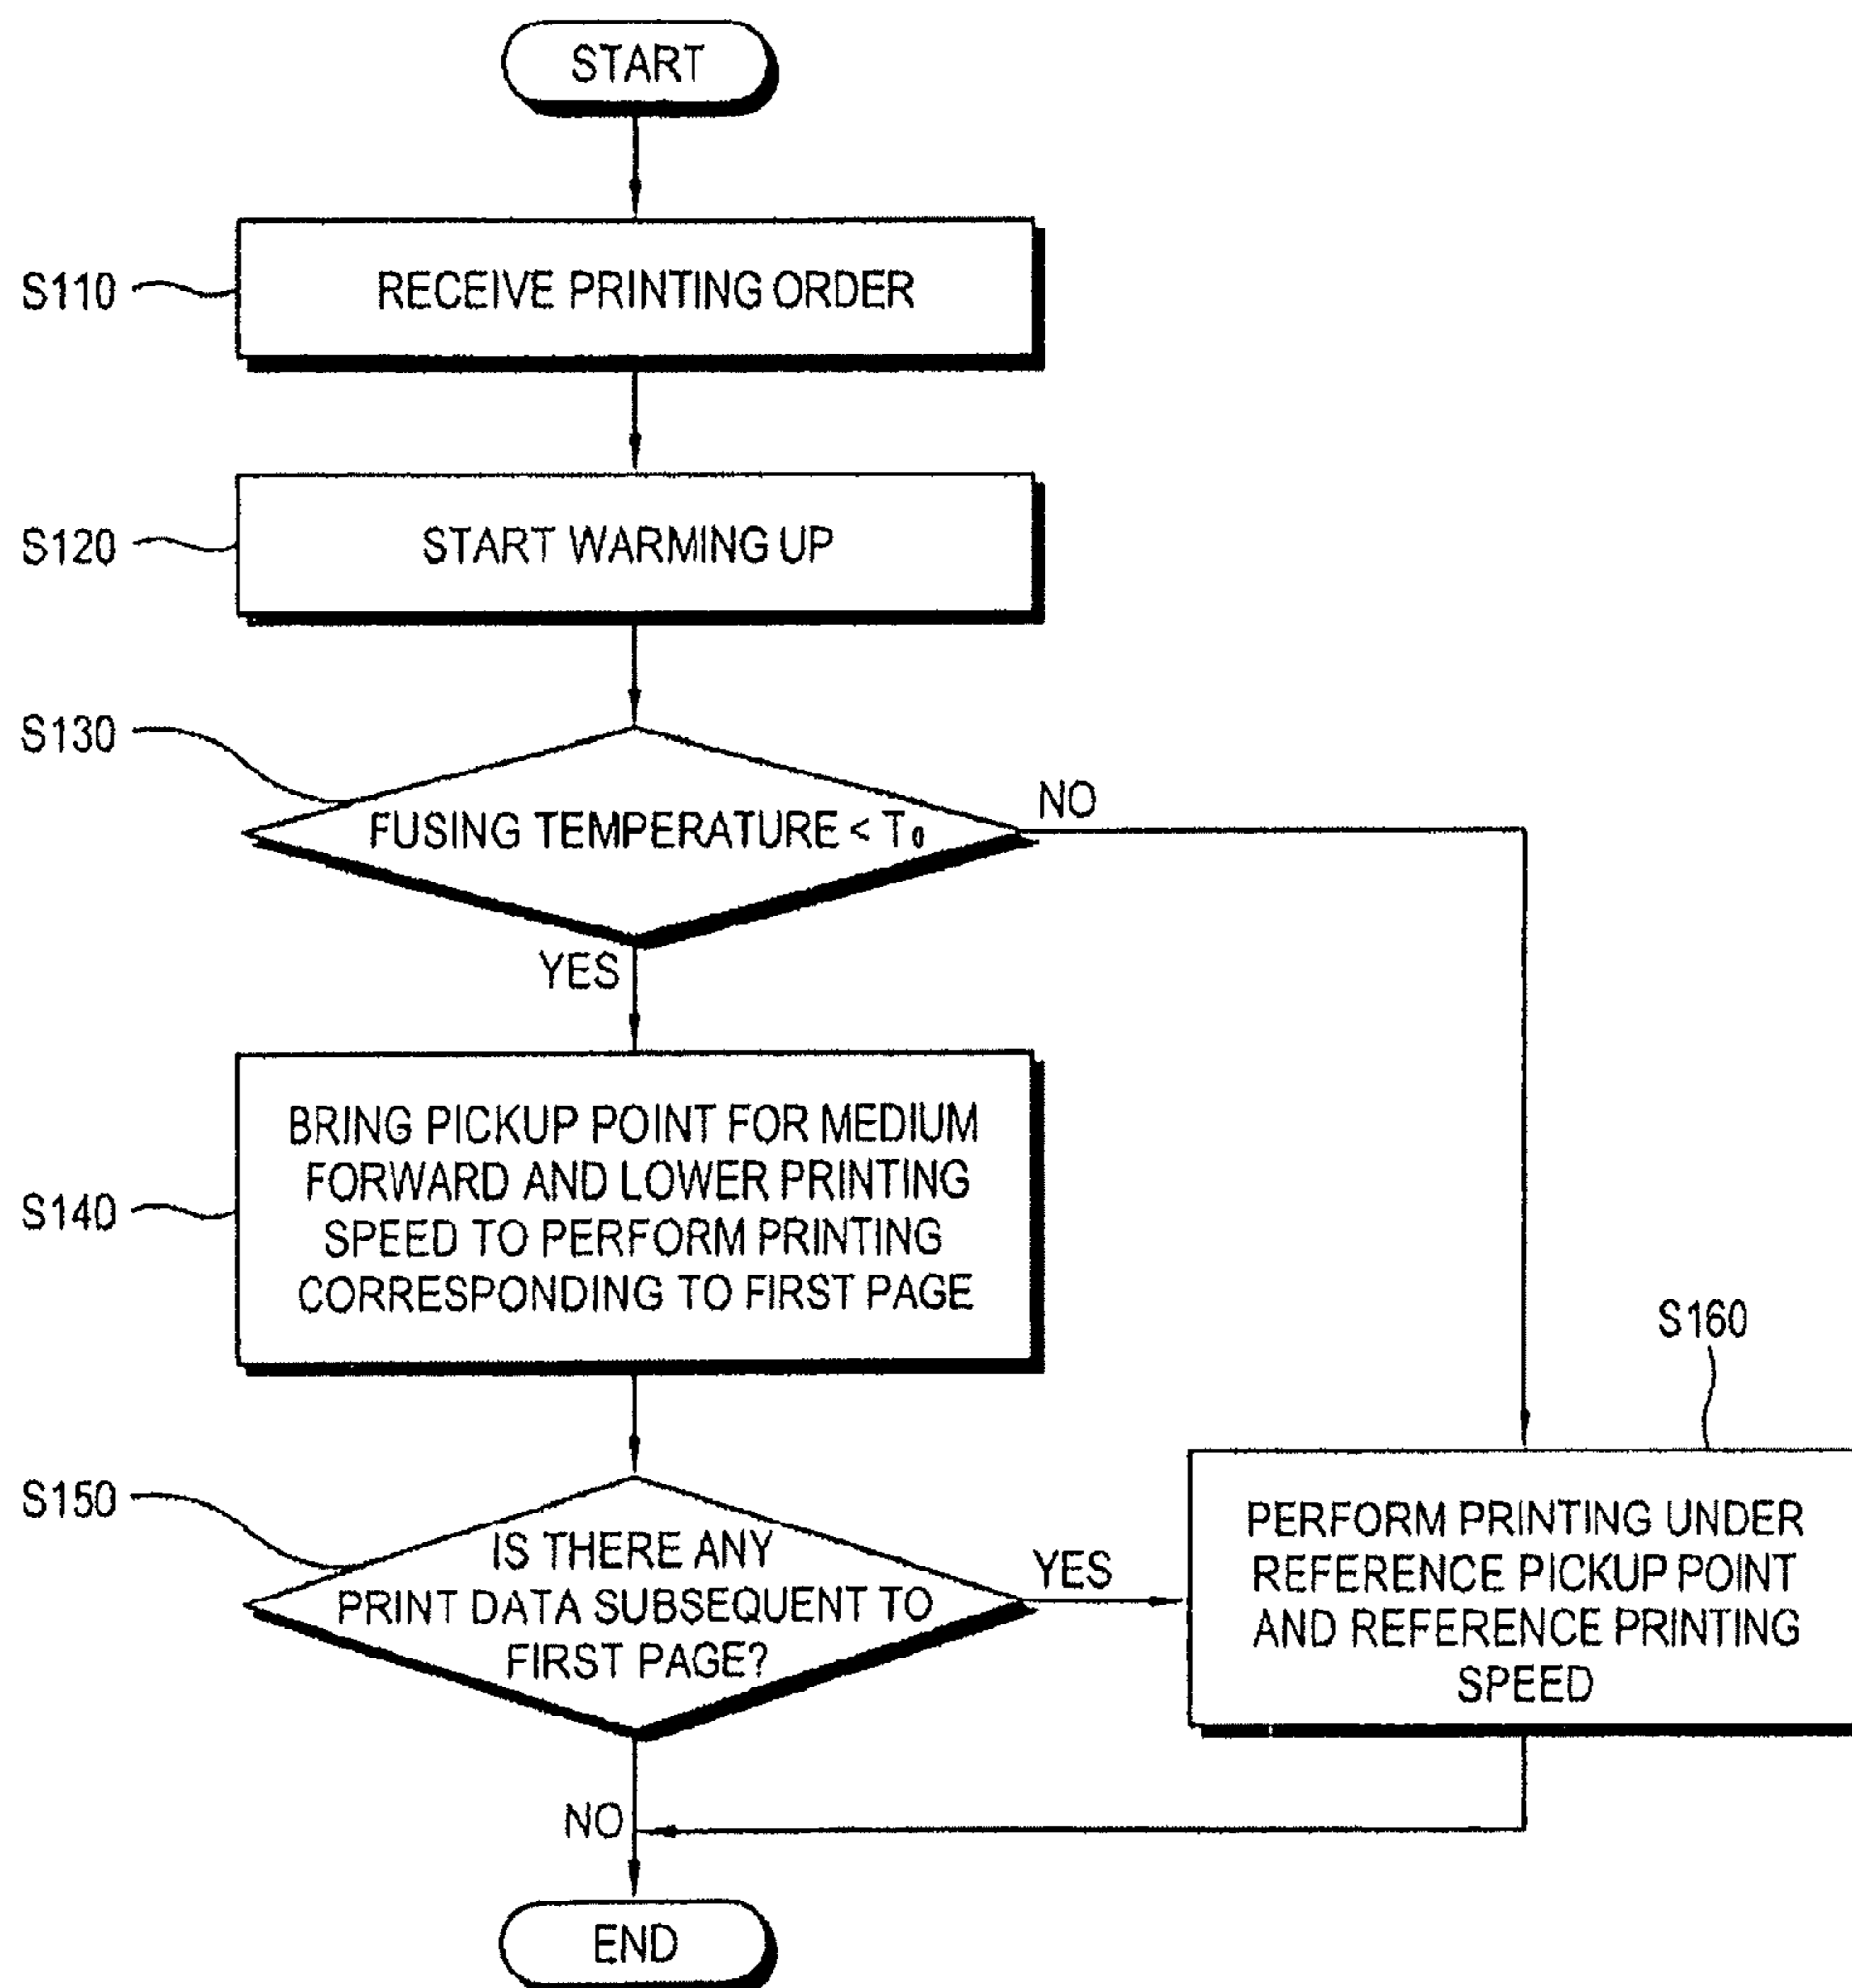 START
S110
RECEIVE PRINTING ORDER
S120
START WARMING UP
S130
FUSING TEMPERATURE < T₀
NO
YES
S140
BRING PICKUP POINT FOR MEDIUM
FORWARD AND LOWER PRINTING
SPEED TO PERFORM PRINTING
CORRESPONDING TO FIRST PAGE
S150
IS THERE ANY
PRINT DATA SUBSEQUENT TO
FIRST PAGE?
YES
S160
PERFORM PRINTING UNDER
REFERENCE PICKUP POINT
AND REFERENCE PRINTING
SPEED
NO
END